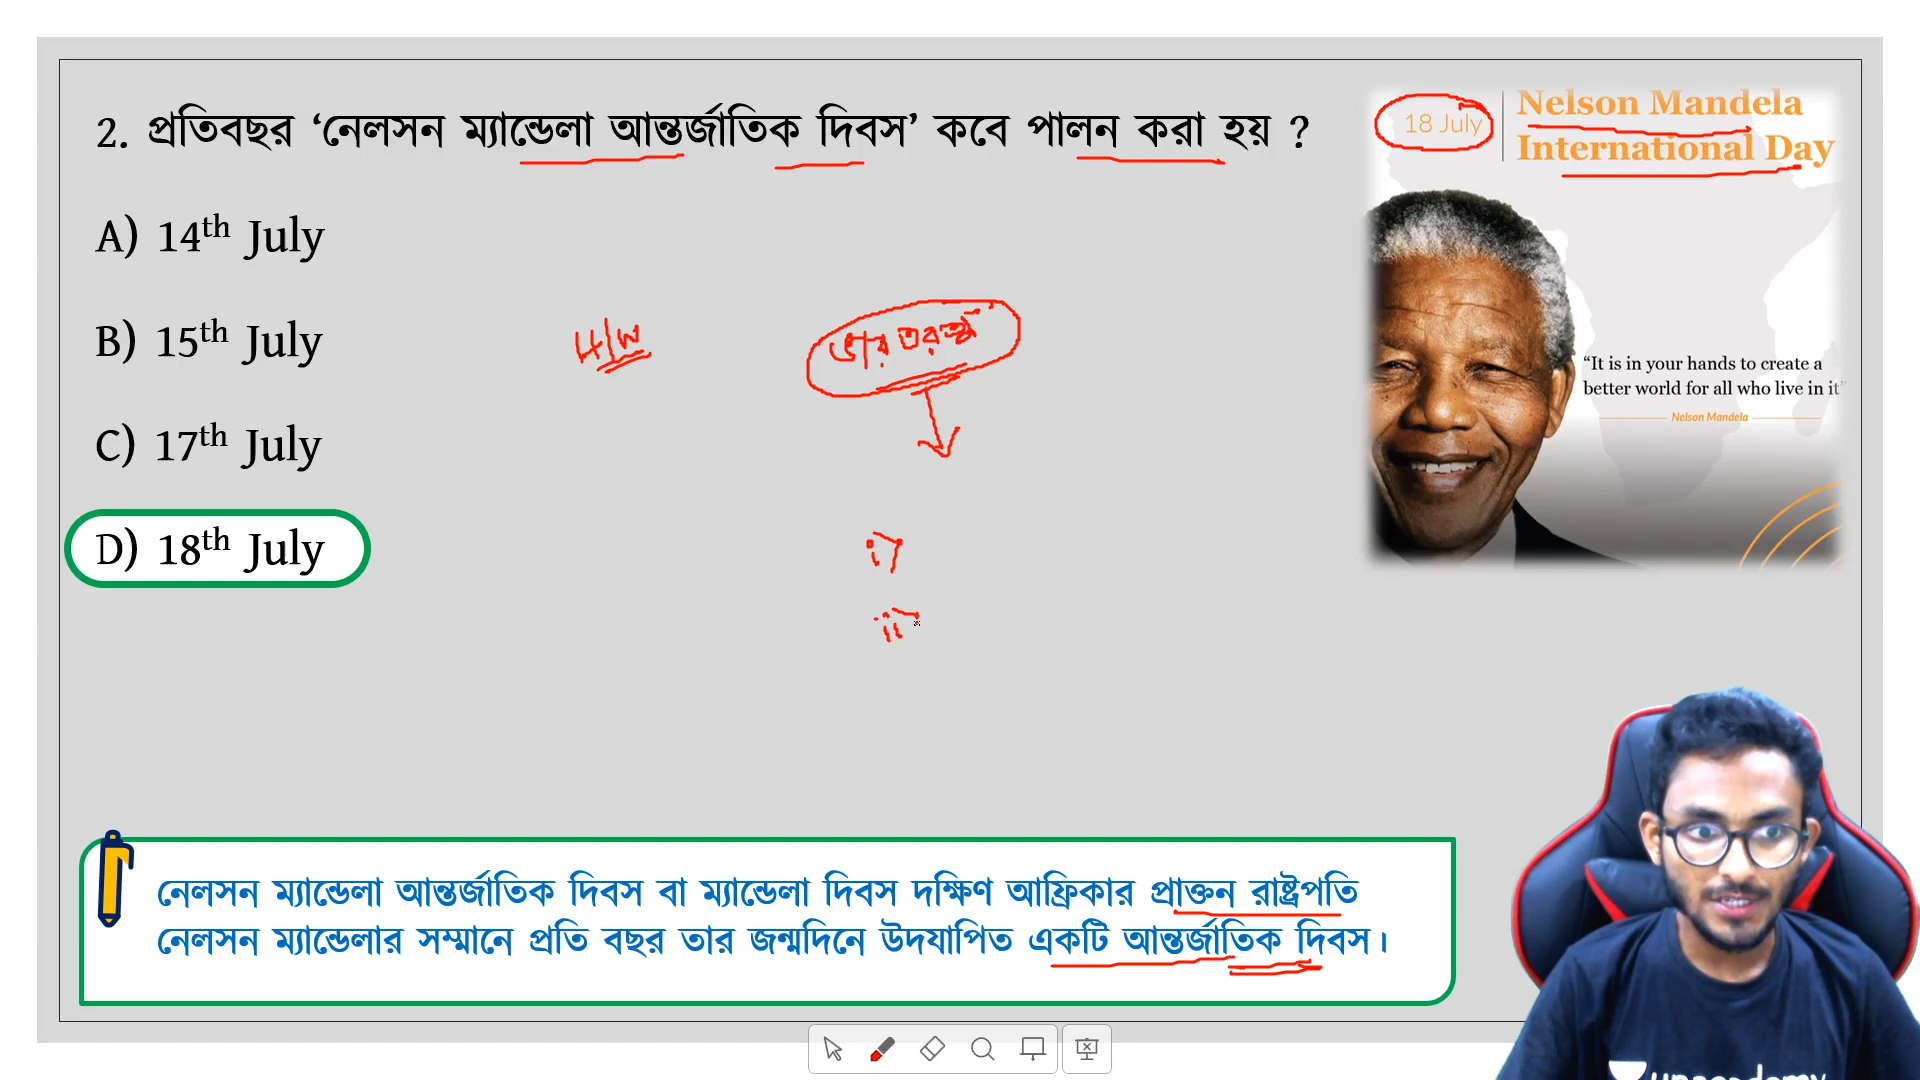 2. প্রতিবছর ‘নেলসন ম্যান্ডেলা আন্তর্জাতিক দিবস’ কবে পালন করা হয় ?
18 July
Nelson Mandela
International Day
A) 14th July
B) 15th July
C) 17th July
D) 18th July
H/W
ভারতবর্ষ
i)
ii)
“It is in your hands to create a
better world for all who live in it”
Nelson Mandela
নেলসন ম্যান্ডেলা আন্তর্জাতিক দিবস বা ম্যান্ডেলা দিবস দক্ষিণ আফ্রিকার প্রাক্তন রাষ্ট্রপতি
নেলসন ম্যান্ডেলার সম্মানে প্রতি বছর তার জন্মদিনে উদযাপিত একটি আন্তর্জাতিক দিবস।